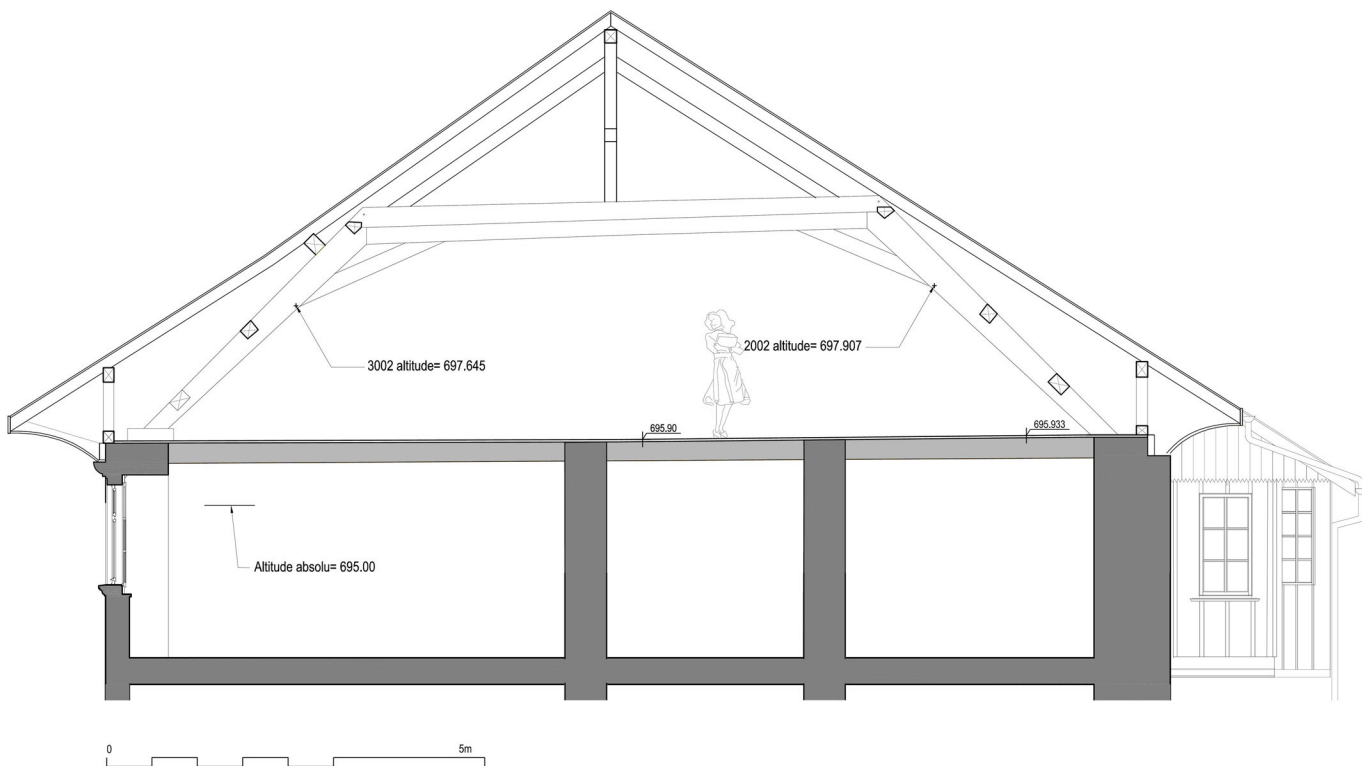 3002 altitude= 697.645
2002 altitude= 697.907
695.90
695.933
Altitude absolu= 695.00
0
5m